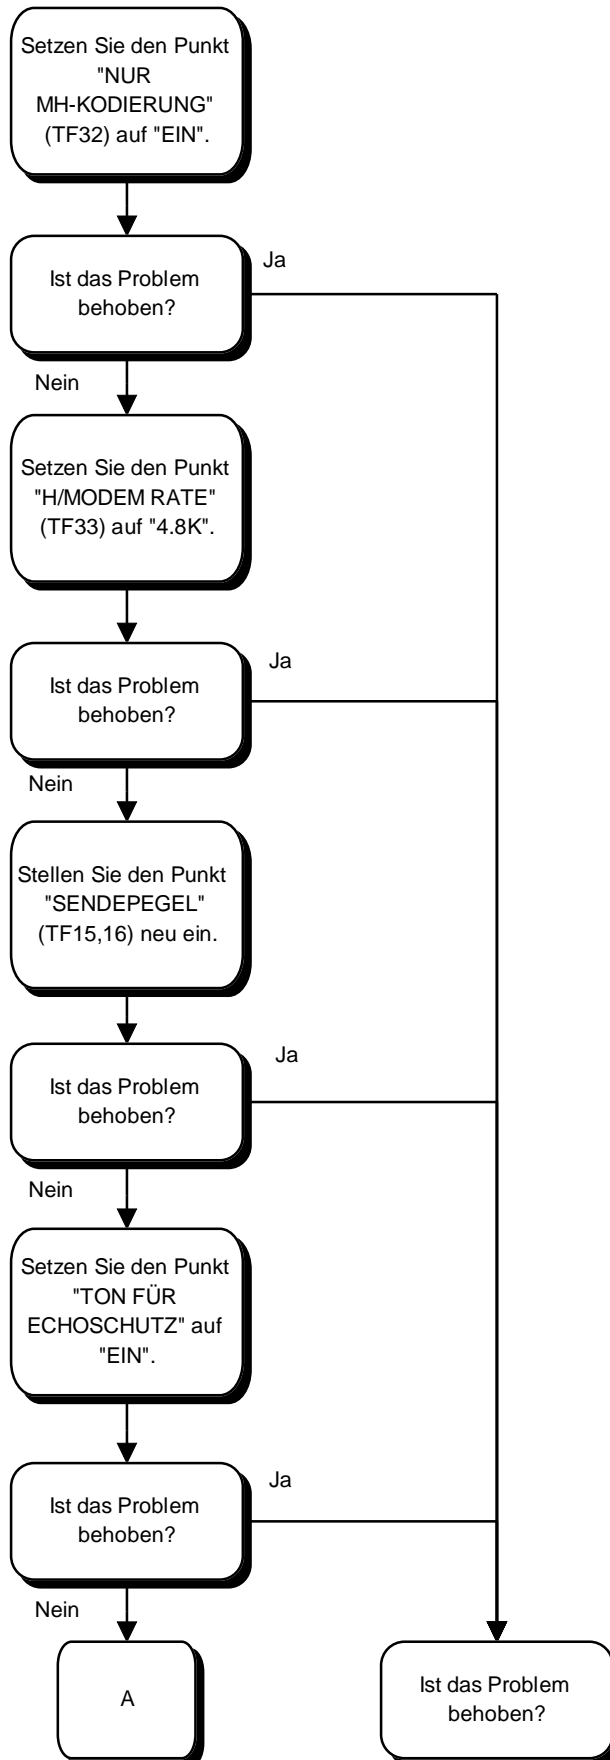 Setzen Sie den Punkt
"NUR
MH-KODIERUNG"
(TF32) auf "EIN".
Ist das Problem
behoben?
Ja
Nein
Setzen Sie den Punkt
"H/MODEM RATE"
(TF33) auf "4.8K".
Ist das Problem
behoben?
Ja
Nein
Stellen Sie den Punkt
"SENDEPEGEL"
(TF15,16) neu ein.
Ist das Problem
behoben?
Ja
Nein
Setzen Sie den Punkt
"TON FÜR
ECHOSCHUTZ" auf
"EIN".
Ist das Problem
behoben?
Ja
Nein
A
Ist das Problem
behoben?